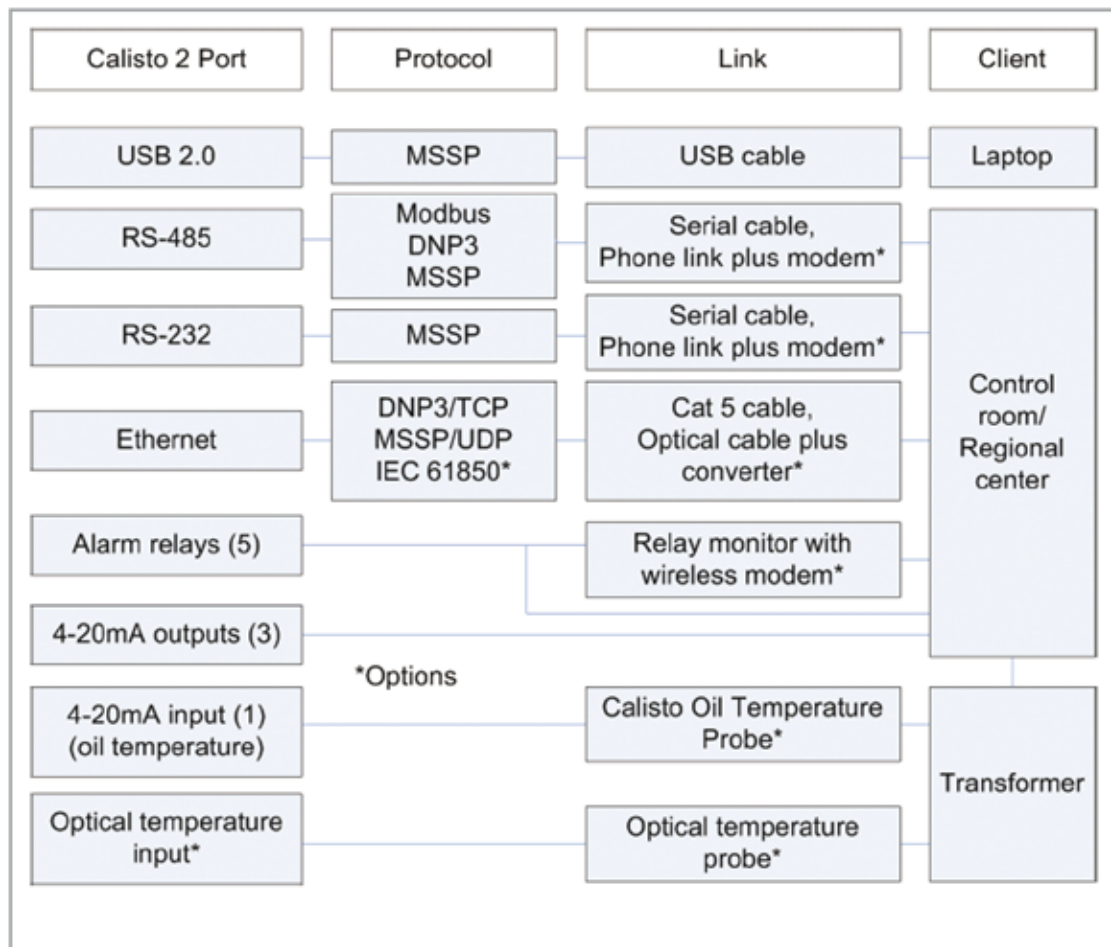 Calisto 2 Port
Protocol
Link
Client
USB 2.0
MSSP
USB cable
Laptop
RS-485
Modbus
DNP3
MSSP
Serial cable,
Phone link plus modem*
RS-232
MSSP
Serial cable,
Phone link plus modem*
Ethernet
DNP3/TCP
MSSP/UDP
IEC 61850*
Cat 5 cable,
Optical cable plus
converter*
Control
room/
Regional
center
Alarm relays (5)
Relay monitor with
wireless modem*
4-20mA outputs (3)
*Options
4-20mA input (1)
(oil temperature)
Calisto Oil Temperature
Probe*
Transformer
Optical temperature
input*
Optical temperature
probe*